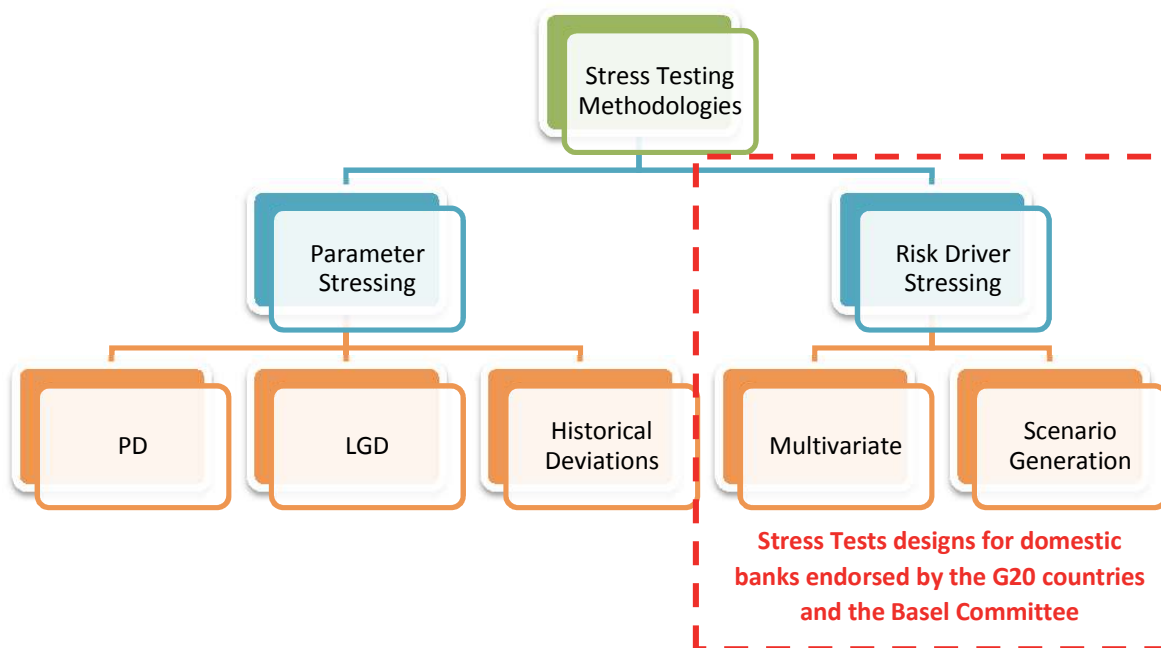 Stress Testing
Methodologies
Parameter
Stressing
Risk Driver
Stressing
PD
LGD
Historical
Deviations
Multivariate
Scenario
Generation
Stress Tests designs for domestic
banks endorsed by the G20 countries
and the Basel Committee